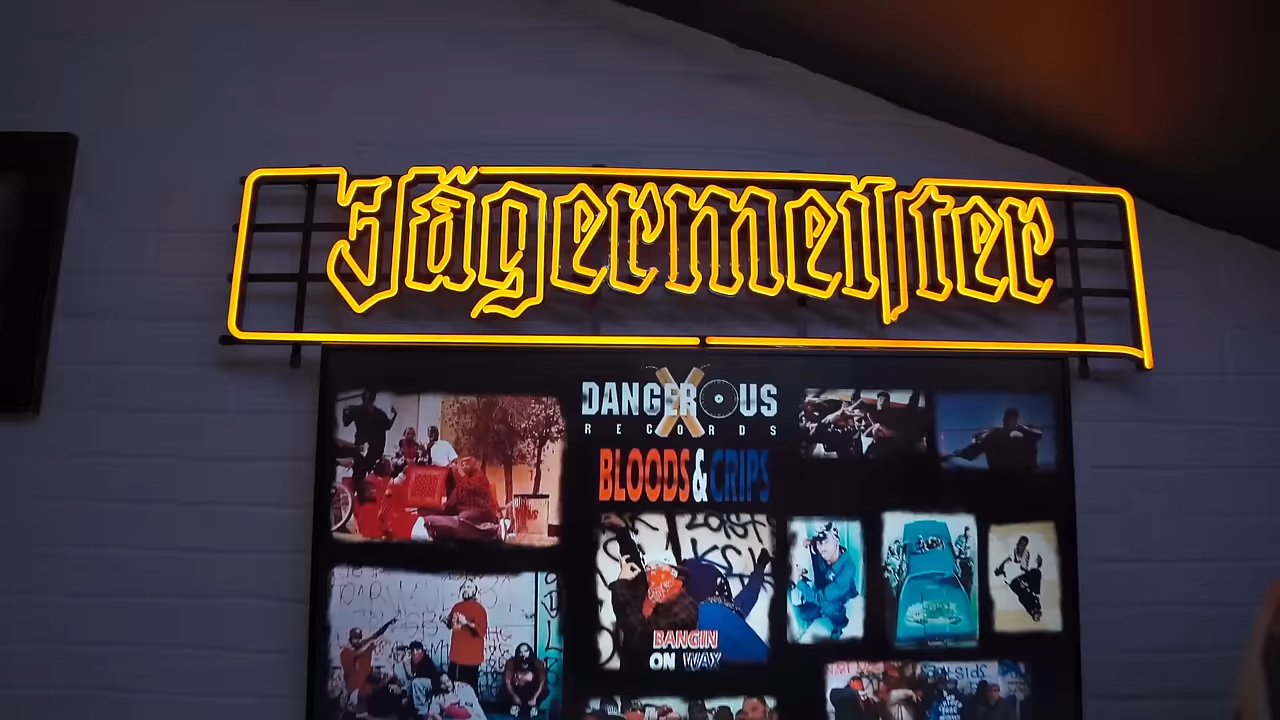 Jägermeiſter
DANGEROUS
RECORDS
BLOODS & CRIPS
BANGIN
ON WAX